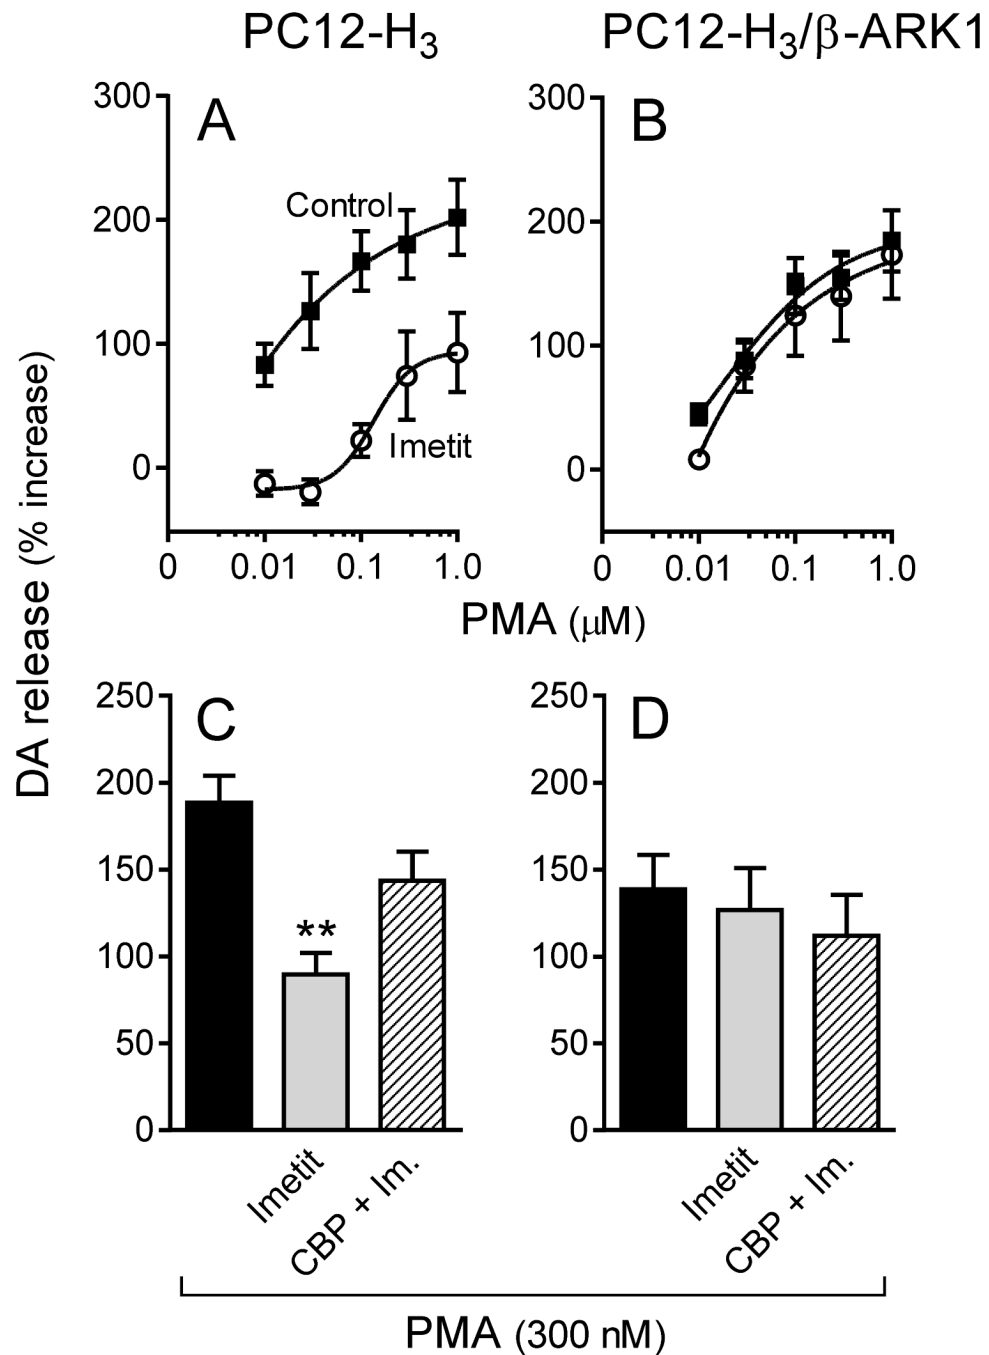 PC12-H3 PC12-H3/β-ARK1
DA release (% increase)
A
300
200
100
0
Control
Imetit
0 0.01 0.1 1.0
B
300
200
100
0
0 0.01 0.1 1.0
PMA (μM)
C
250
200
150
100
50
0
**
Imetit
CBP + Im.
D
250
200
150
100
50
0
Imetit
CBP + Im.
PMA (300 nM)